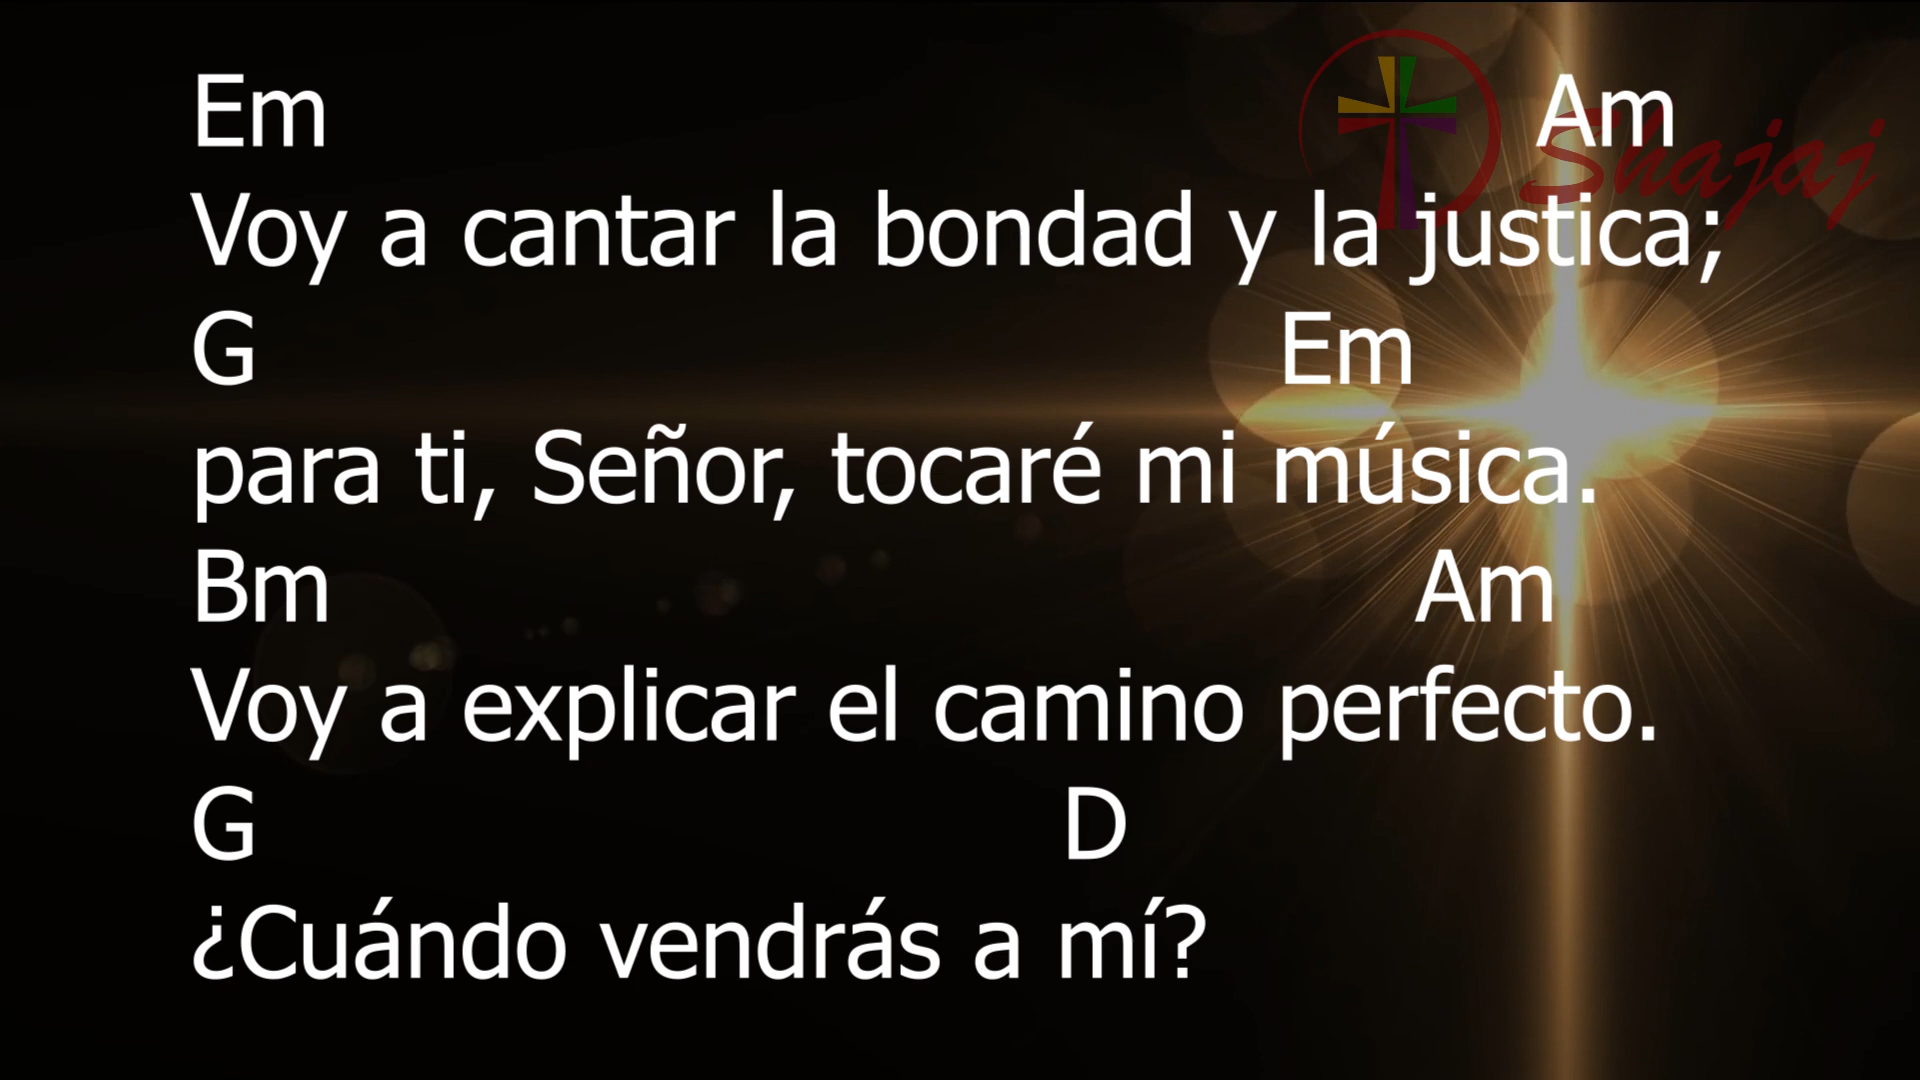 Em Am
Shajaj
Voy a cantar la bondad y la justica;
G Em
para ti, Señor, tocaré mi música.
Bm Am
Voy a explicar el camino perfecto.
G D
¿Cuándo vendrás a mí?